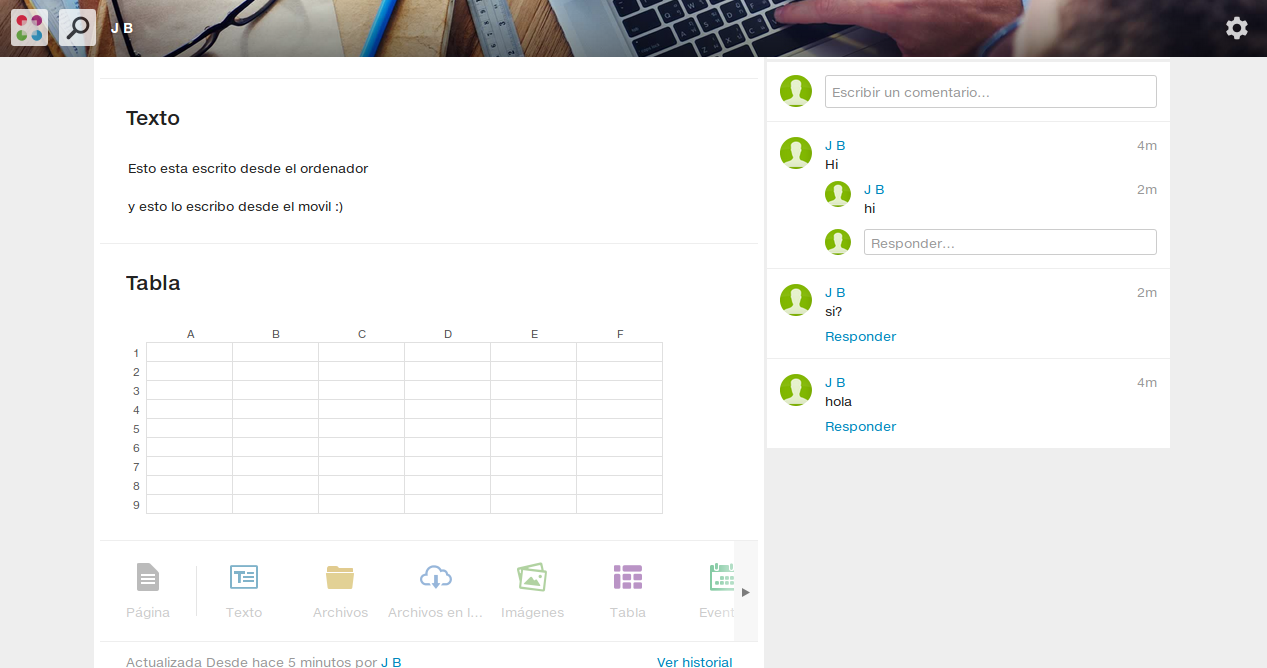 J B
Texto
Esto esta escrito desde el ordenador
y esto lo escribo desde el movil :)
Tabla
A B C D E F
1
2
3
4
5
6
7
8
9
Página Texto Archivos Archivos en l... Imágenes Tabla Event
Actualizada Desde hace 5 minutos por J B Ver historial
Escribir un comentario...
J B 4m
Hi
J B 2m
hi
Responder...
J B 2m
si?
Responder
J B 4m
hola
Responder